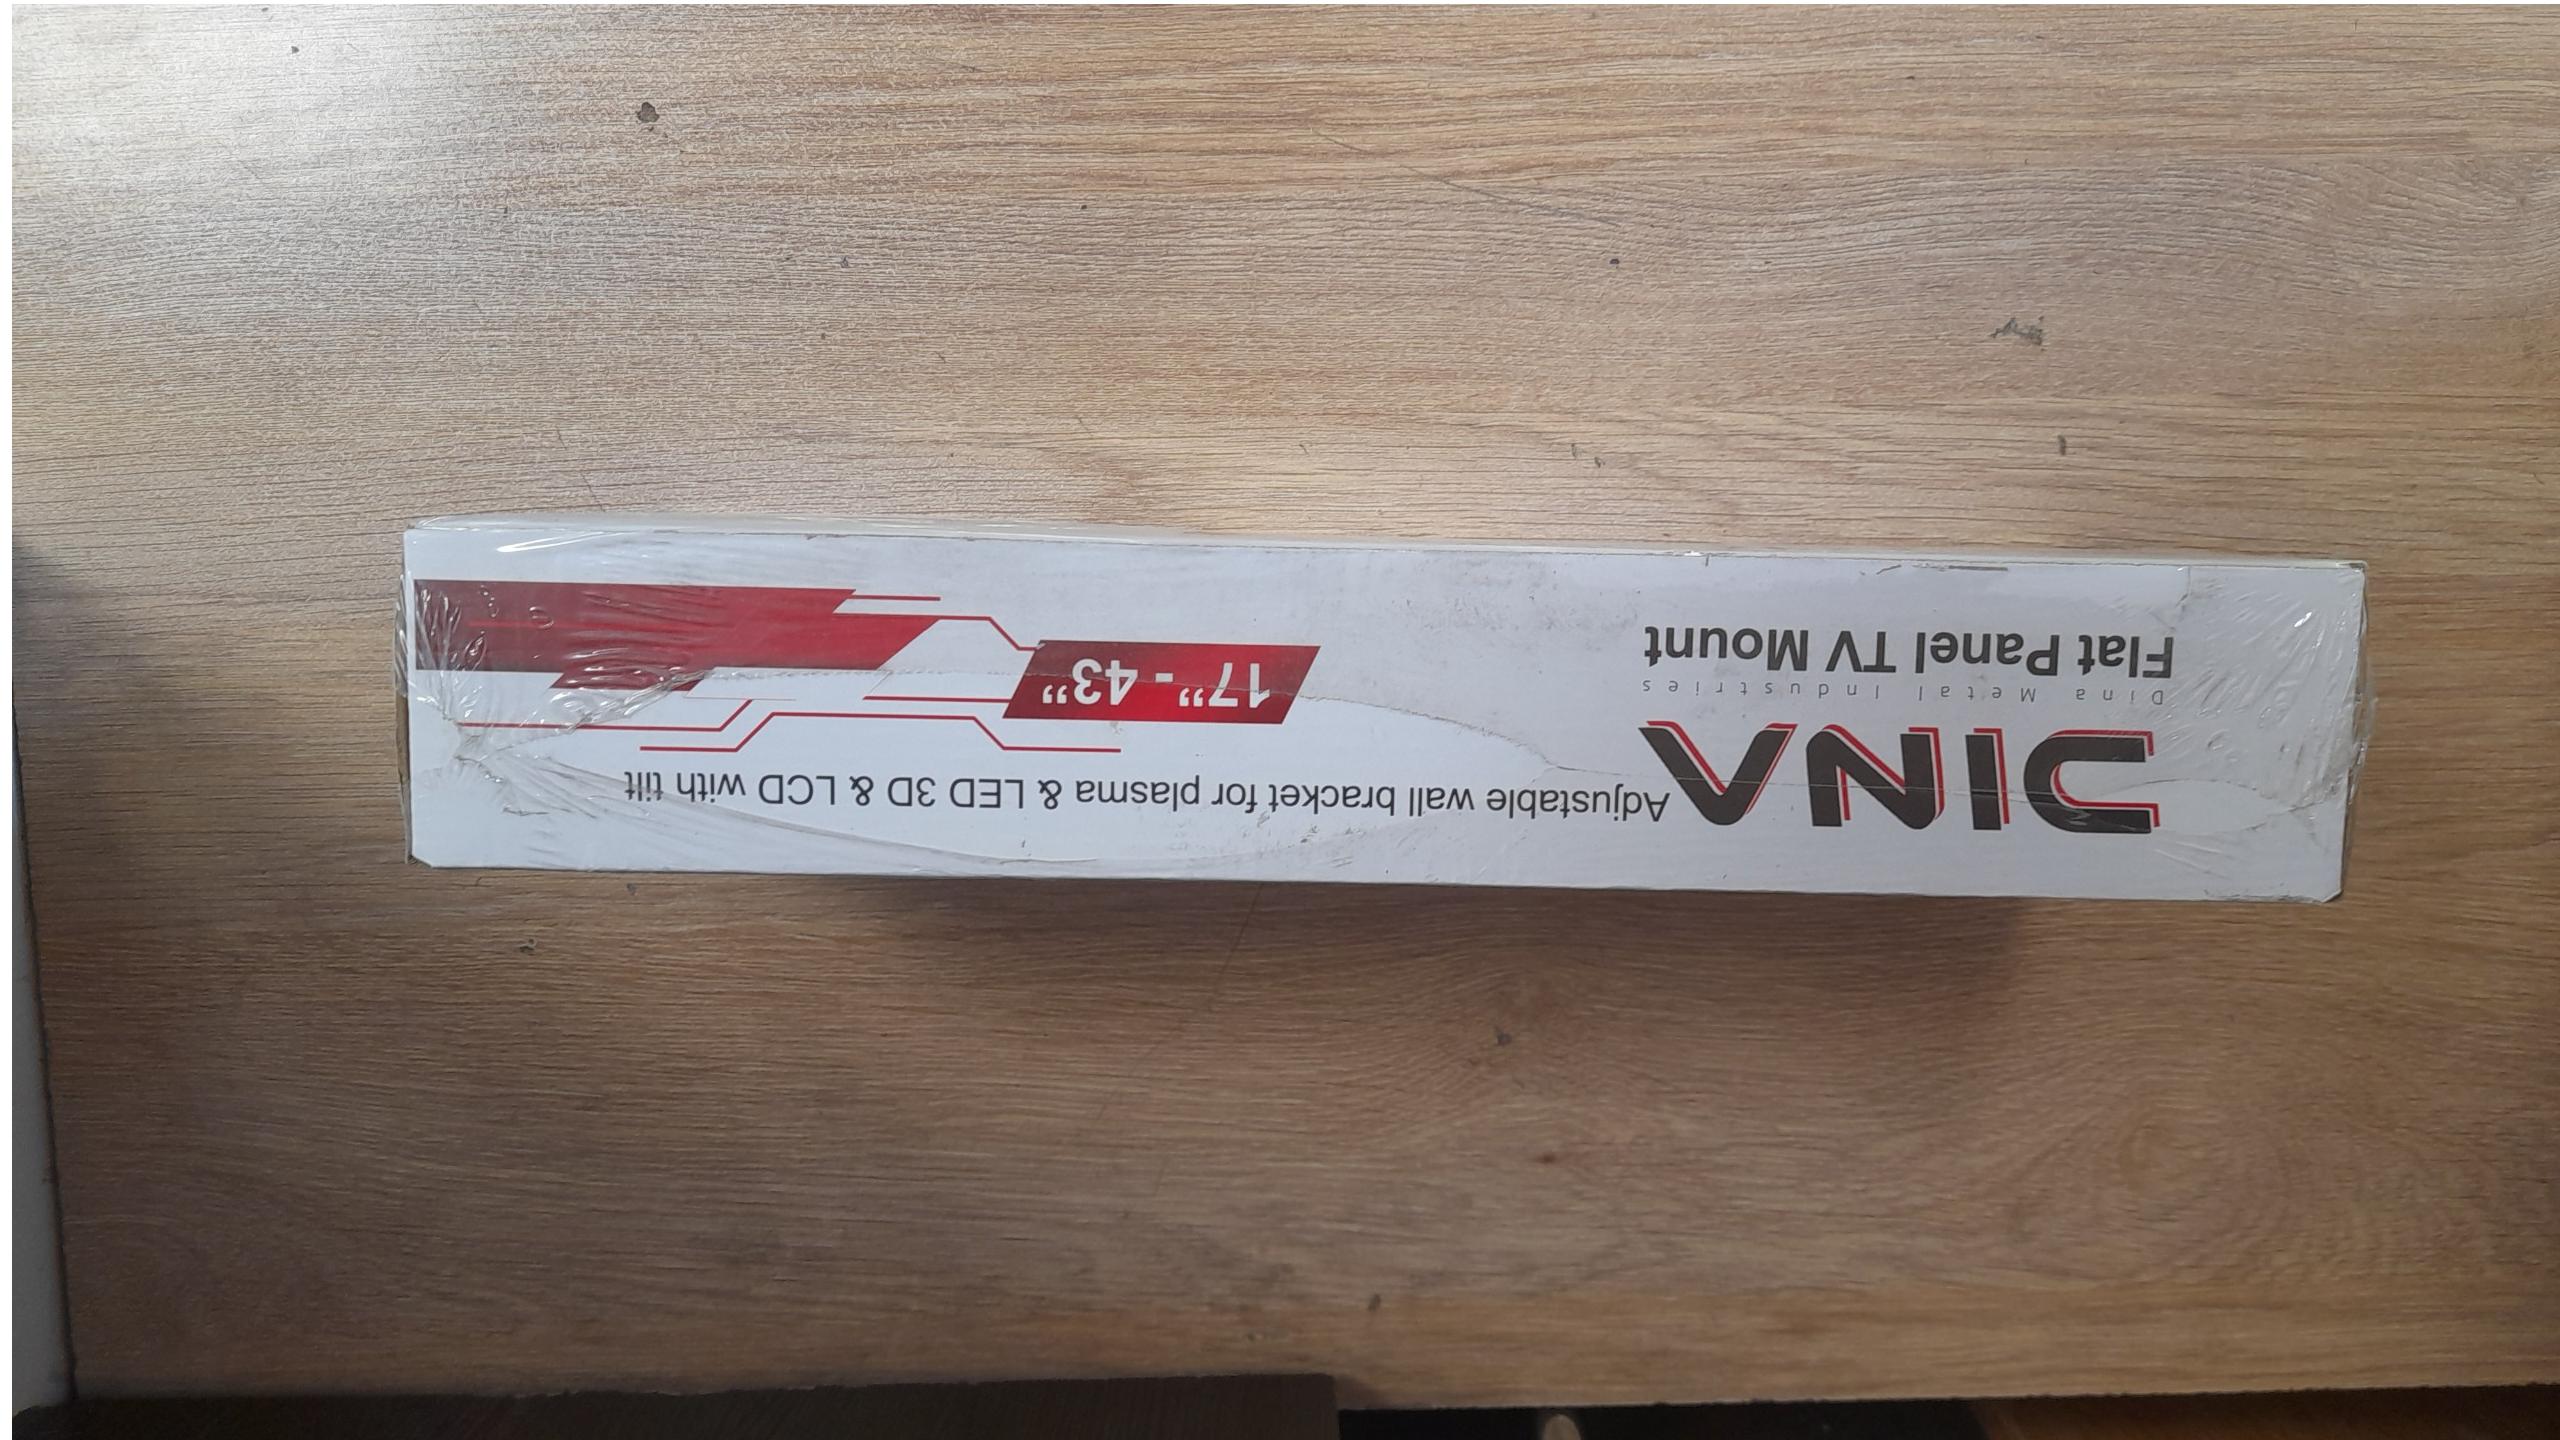 DINA
Dina Metal Industries
Flat Panel TV Mount
Adjustable wall bracket for plasma & LED 3D & LCD with tilt
17” - 43”